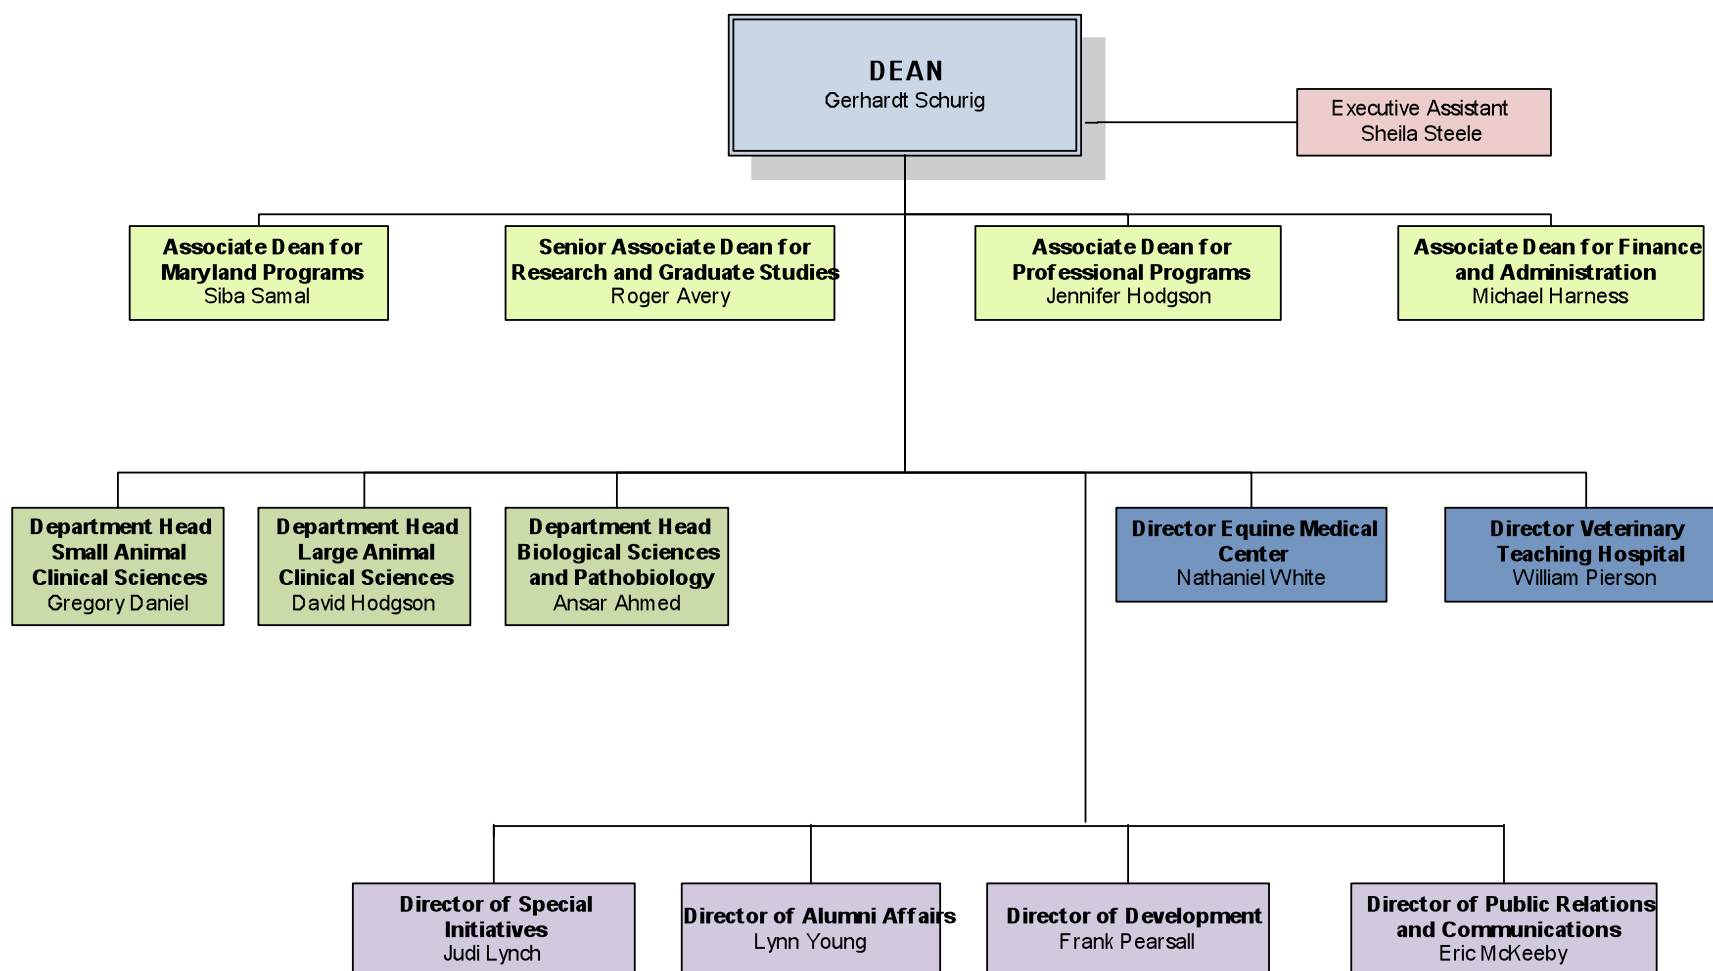 DEAN
Gerhardt Schurig
Executive Assistant
Sheila Steele
Associate Dean for
Maryland Programs
Siba Samal
Senior Associate Dean for
Research and Graduate Studies
Roger Avery
Associate Dean for
Professional Programs
Jennifer Hodgson
Associate Dean for Finance
and Administration
Michael Harness
Department Head
Small Animal
Clinical Sciences
Gregory Daniel
Department Head
Large Animal
Clinical Sciences
David Hodgson
Department Head
Biological Sciences
and Pathobiology
Ansar Ahmed
Director Equine Medical
Center
Nathaniel White
Director Veterinary
Teaching Hospital
William Pierson
Director of Special
Initiatives
Judi Lynch
Director of Alumni Affairs
Lynn Young
Director of Development
Frank Pearsall
Director of Public Relations
and Communications
Eric McKeeby